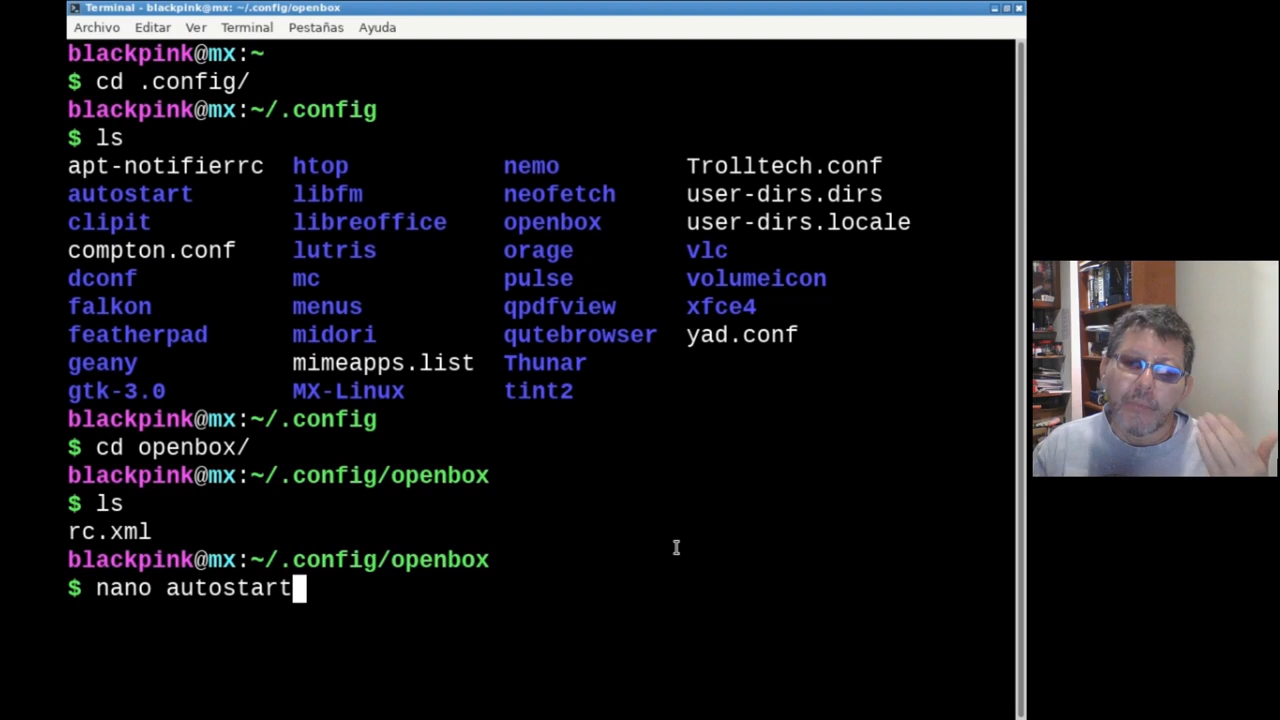 Terminal - blackpink@mx: ~/.config/openbox
Archivo Editar Ver Terminal Pestañas Ayuda
blackpink@mx:~
$ cd .config/
blackpink@mx:~/.config
$ ls
apt-notifierrc htop nemo Trolltech.conf
autostart libfm neofetch user-dirs.dirs
clipit libreoffice openbox user-dirs.locale
compton.conf lutris orage vlc
dconf mc pulse volumeicon
falkon menus qpdfview xfce4
featherpad midori qutebrowser yad.conf
geany mimeapps.list Thunar
gtk-3.0 MX-Linux tint2
blackpink@mx:~/.config
$ cd openbox/
blackpink@mx:~/.config/openbox
$ ls
rc.xml
blackpink@mx:~/.config/openbox
$ nano autostart